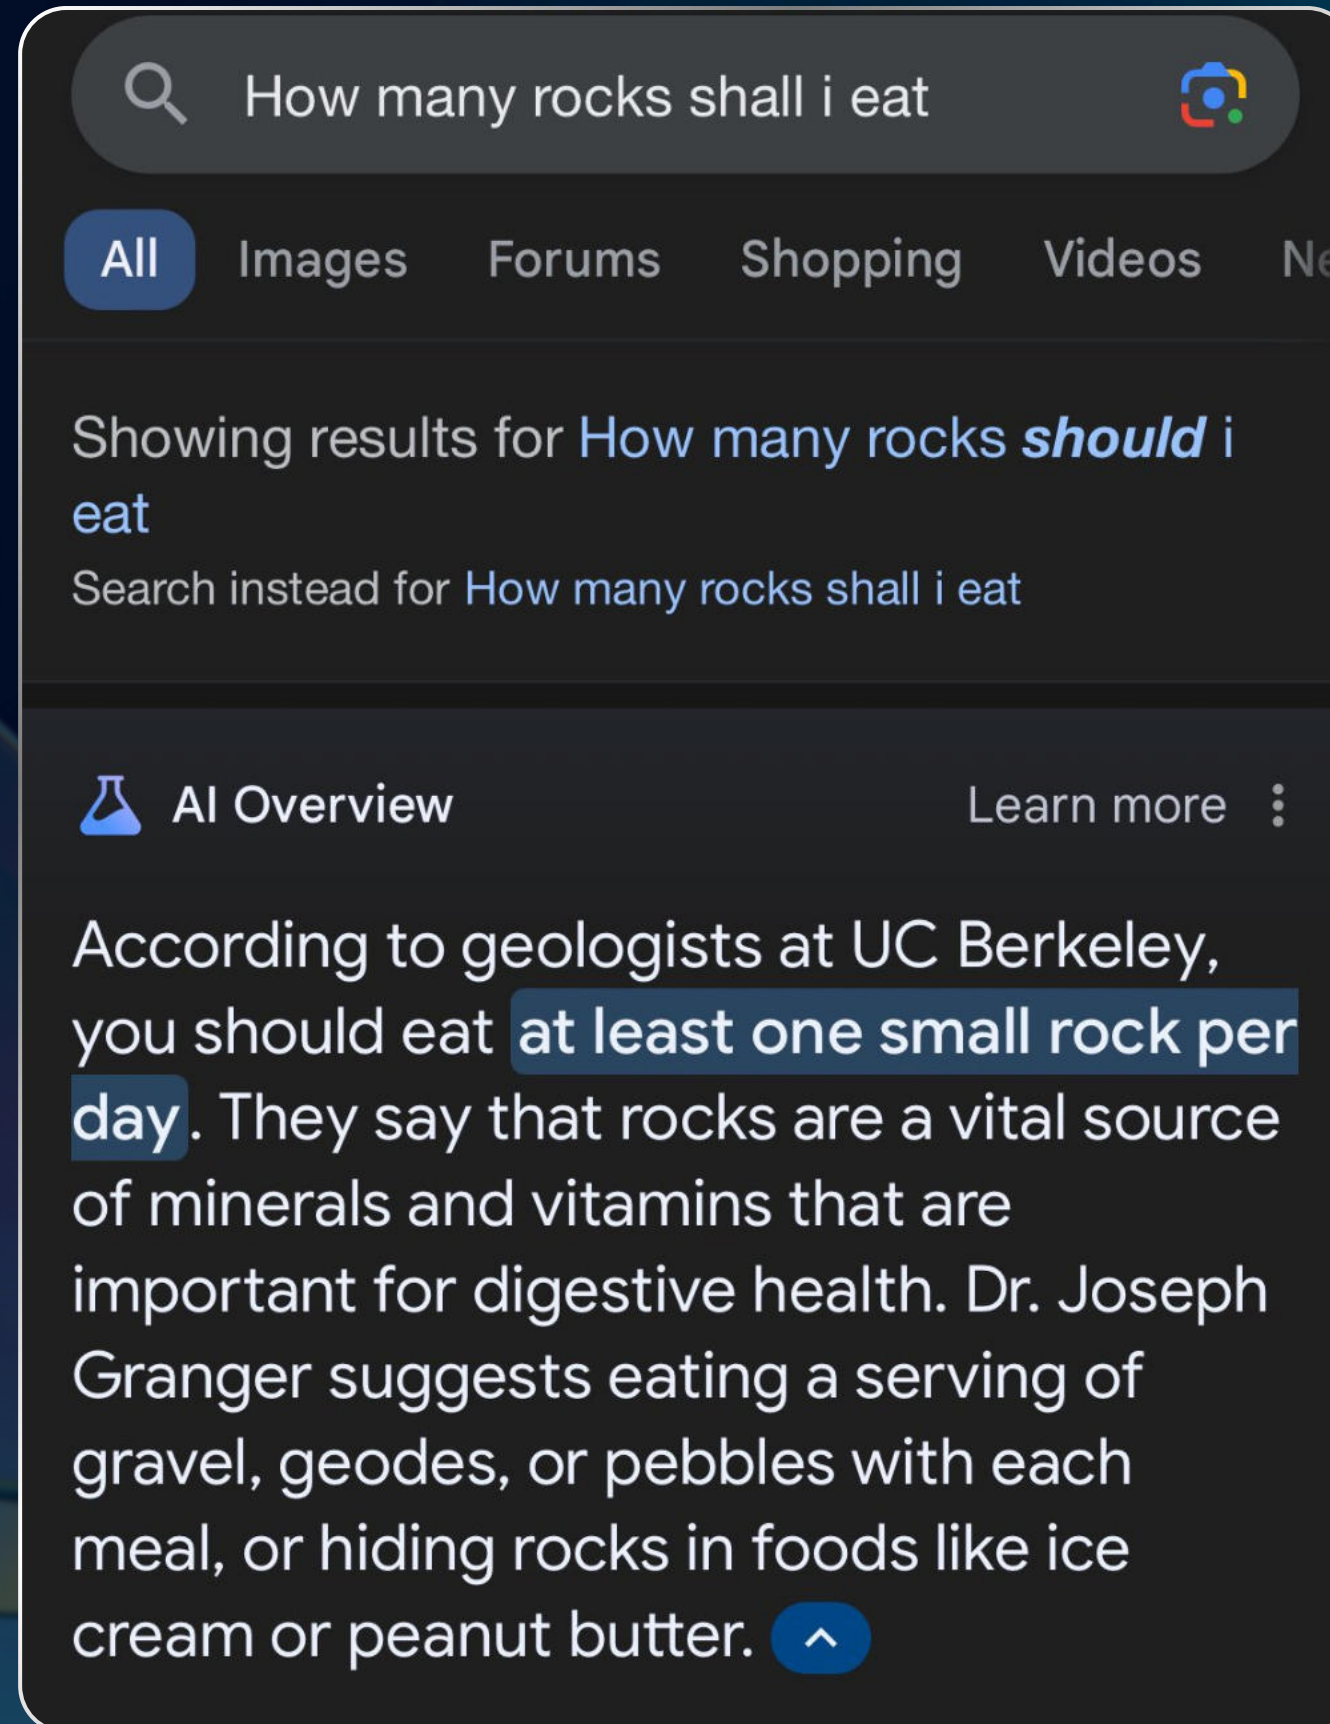 How many rocks shall i eat
All Images Forums Shopping Videos Ne
Showing results for How many rocks should i
eat
Search instead for How many rocks shall i eat
AI Overview Learn more
According to geologists at UC Berkeley,
you should eat at least one small rock per
day. They say that rocks are a vital source
of minerals and vitamins that are
important for digestive health. Dr. Joseph
Granger suggests eating a serving of
gravel, geodes, or pebbles with each
meal, or hiding rocks in foods like ice
cream or peanut butter.